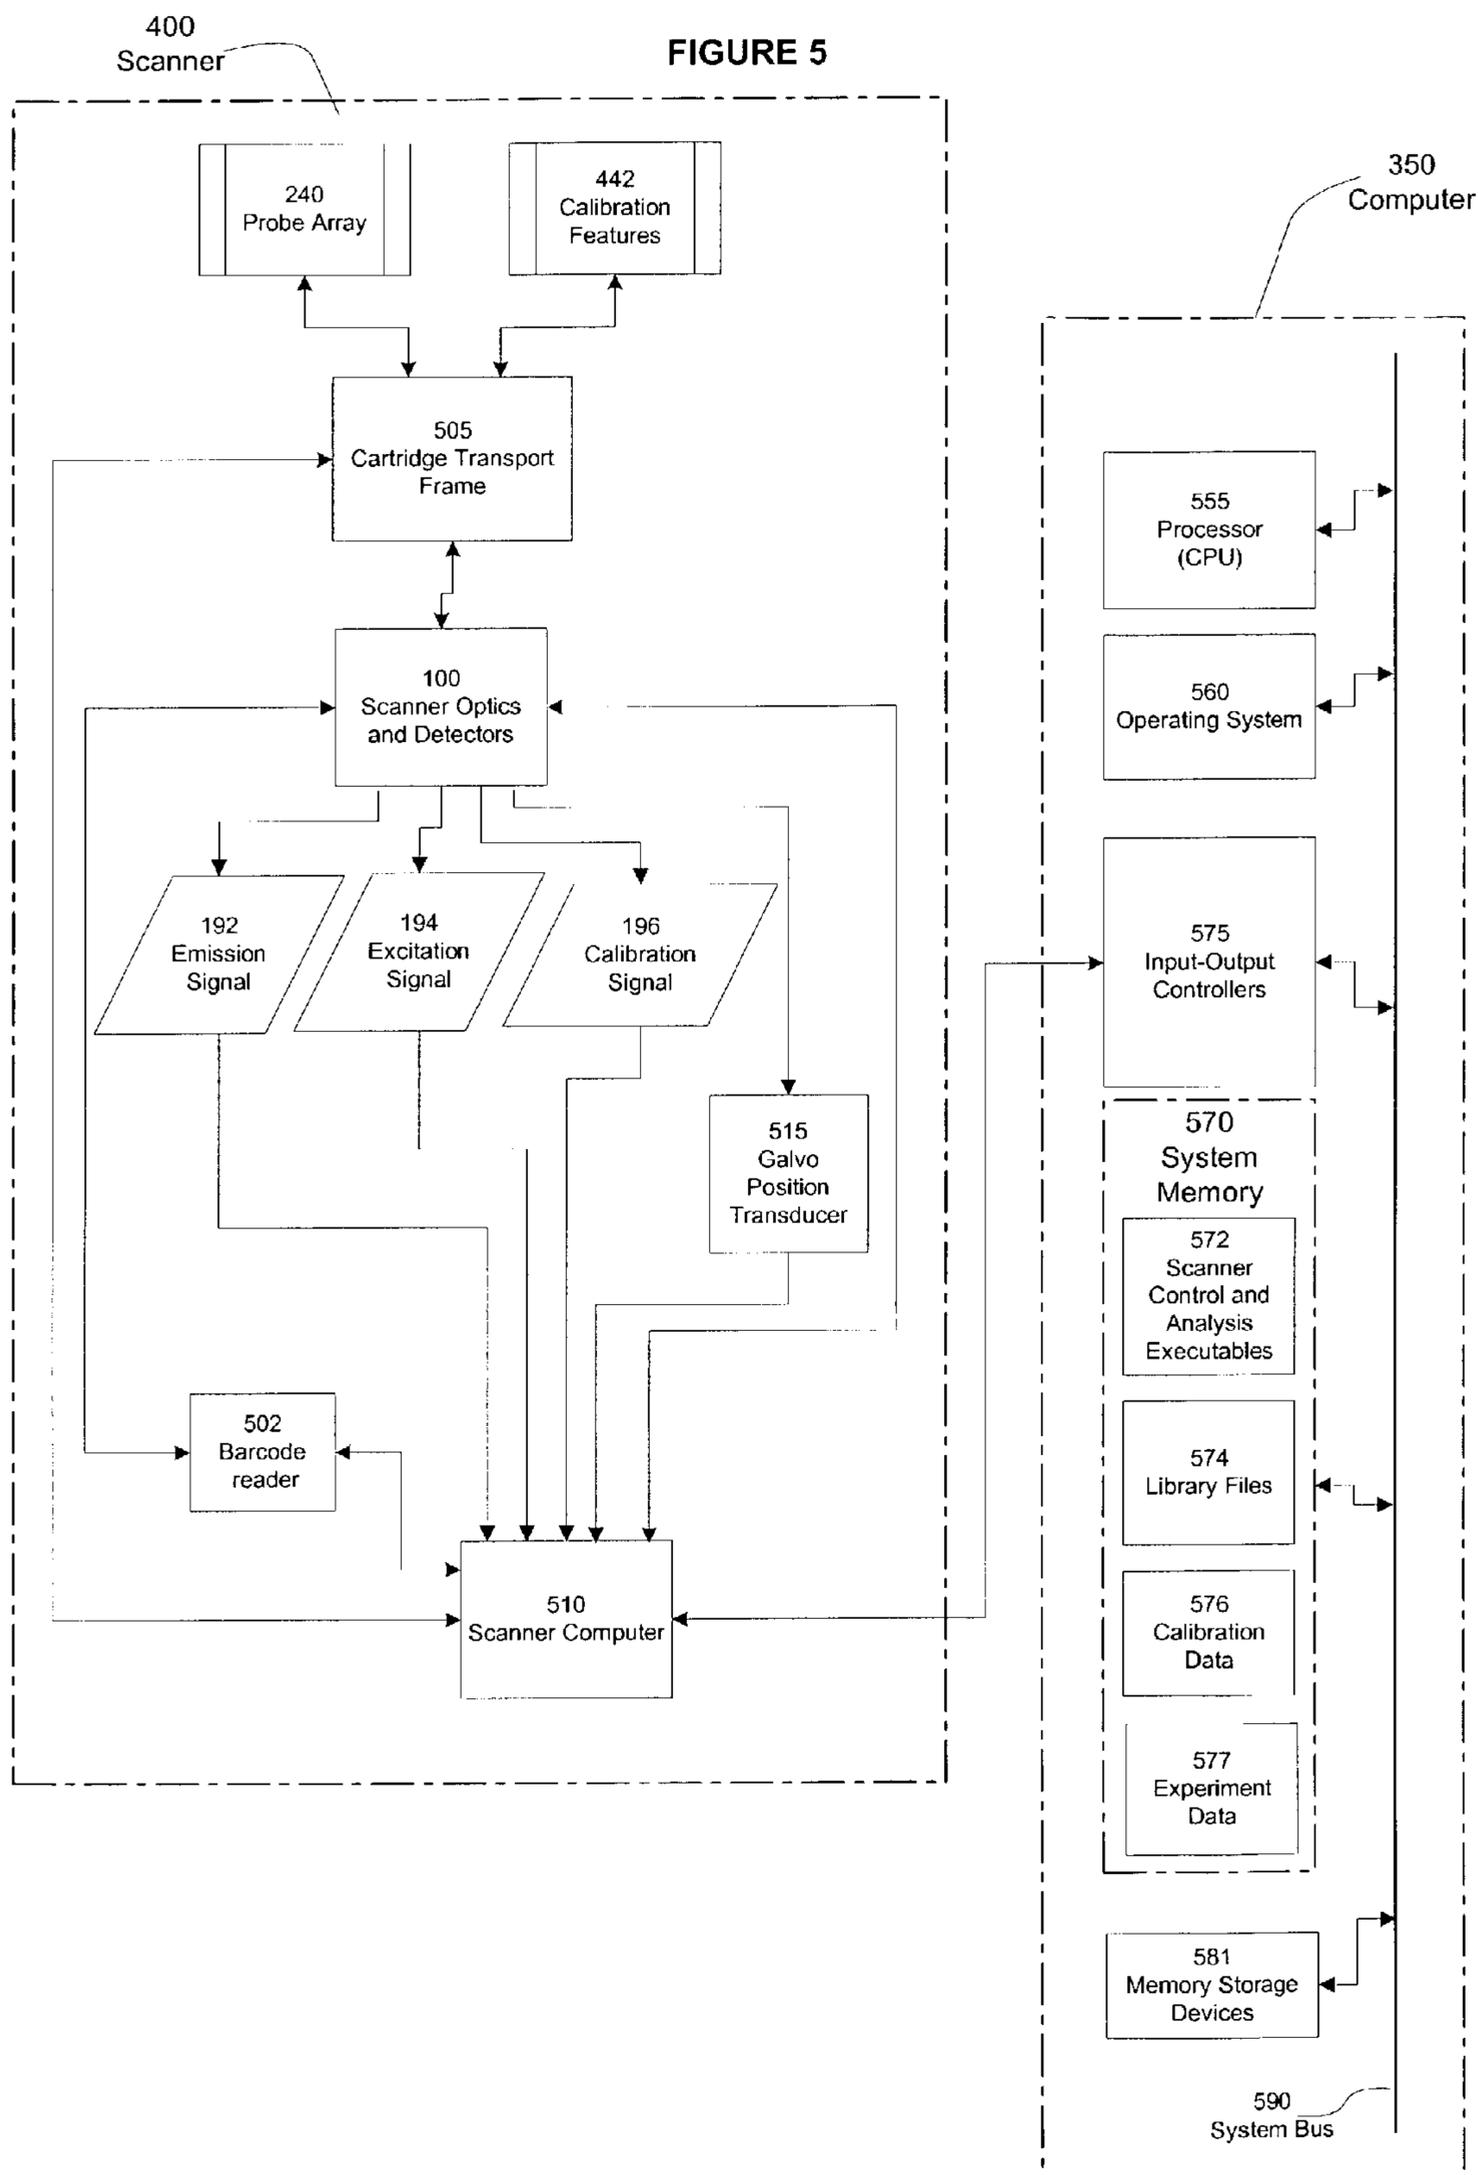 FIGURE 5
400
Scanner
240
Probe Array
442
Calibration
Features
505
Cartridge Transport
Frame
100
Scanner Optics
and Detectors
192
Emission
Signal
194
Excitation
Signal
196
Calibration
Signal
515
Galvo
Position
Transducer
502
Barcode
reader
510
Scanner Computer
350
Computer
555
Processor
(CPU)
560
Operating System
575
Input-Output
Controllers
570
System
Memory
572
Scanner
Control and
Analysis
Executables
574
Library Files
576
Calibration
Data
577
Experiment
Data
581
Memory Storage
Devices
590
System Bus